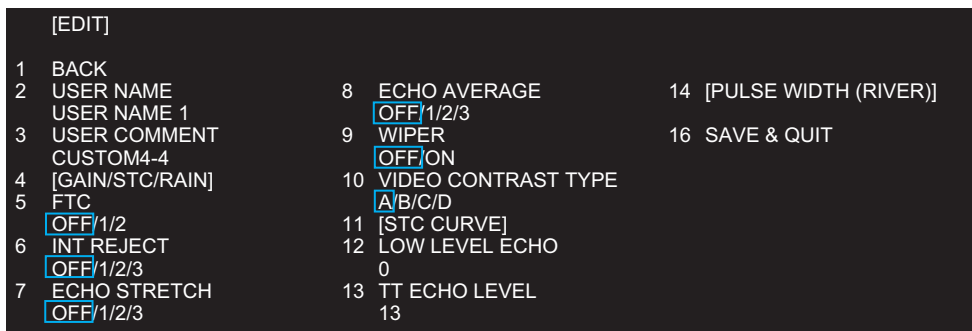 [EDIT]
1 BACK
2 USER NAME
USER NAME 1
3 USER COMMENT
CUSTOM4-4
4 [GAIN/STC/RAIN]
5 FTC
OFF/1/2
6 INT REJECT
OFF/1/2/3
7 ECHO STRETCH
OFF/1/2/3
8 ECHO AVERAGE
OFF/1/2/3
9 WIPER
OFF/ON
10 VIDEO CONTRAST TYPE
A/B/C/D
11 [STC CURVE]
12 LOW LEVEL ECHO
0
13 TT ECHO LEVEL
13
14 [PULSE WIDTH (RIVER)]
16 SAVE & QUIT